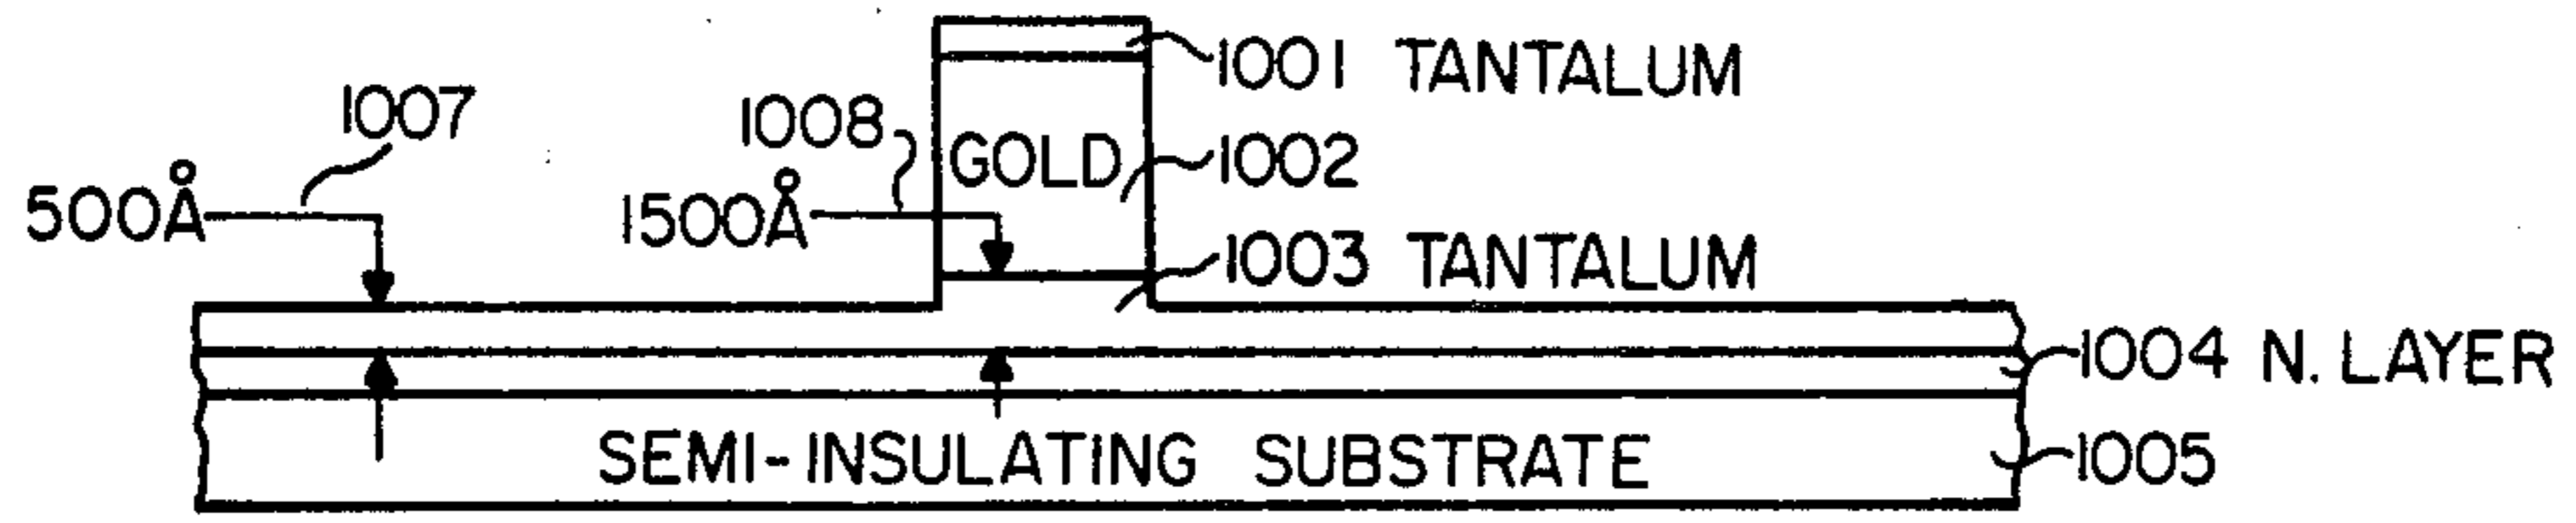 1001 TANTALUM
1007
1008
GOLD
1002
500Å
1500Å
1003 TANTALUM
1004 N. LAYER
SEMI-INSULATING SUBSTRATE
1005